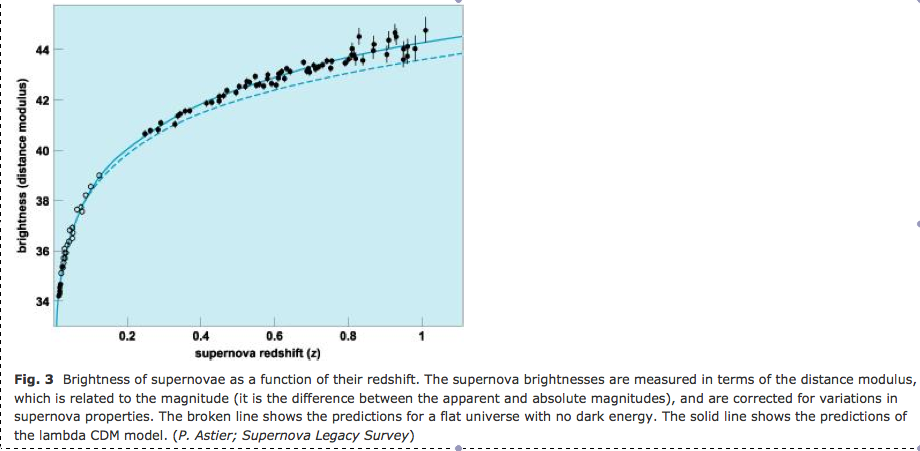 44
42
40
38
36
34
brightness (distance modulus)
0.2 0.4 0.6 0.8 1
supernova redshift (z)
Fig. 3 Brightness of supernovae as a function of their redshift. The supernova brightnesses are measured in terms of the distance modulus,
which is related to the magnitude (it is the difference between the apparent and absolute magnitudes), and are corrected for variations in
supernova properties. The broken line shows the predictions for a flat universe with no dark energy. The solid line shows the predictions of
the lambda CDM model. (P. Astier; Supernova Legacy Survey)